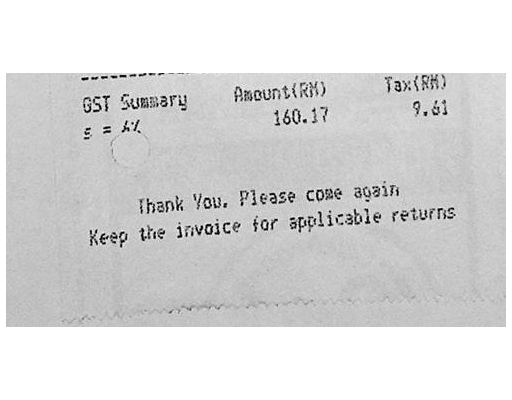 GST Summary Amount(RM) Tax(RM)
s = 6% 160.17 9.61
Thank You. Please come again
Keep the invoice for applicable returns